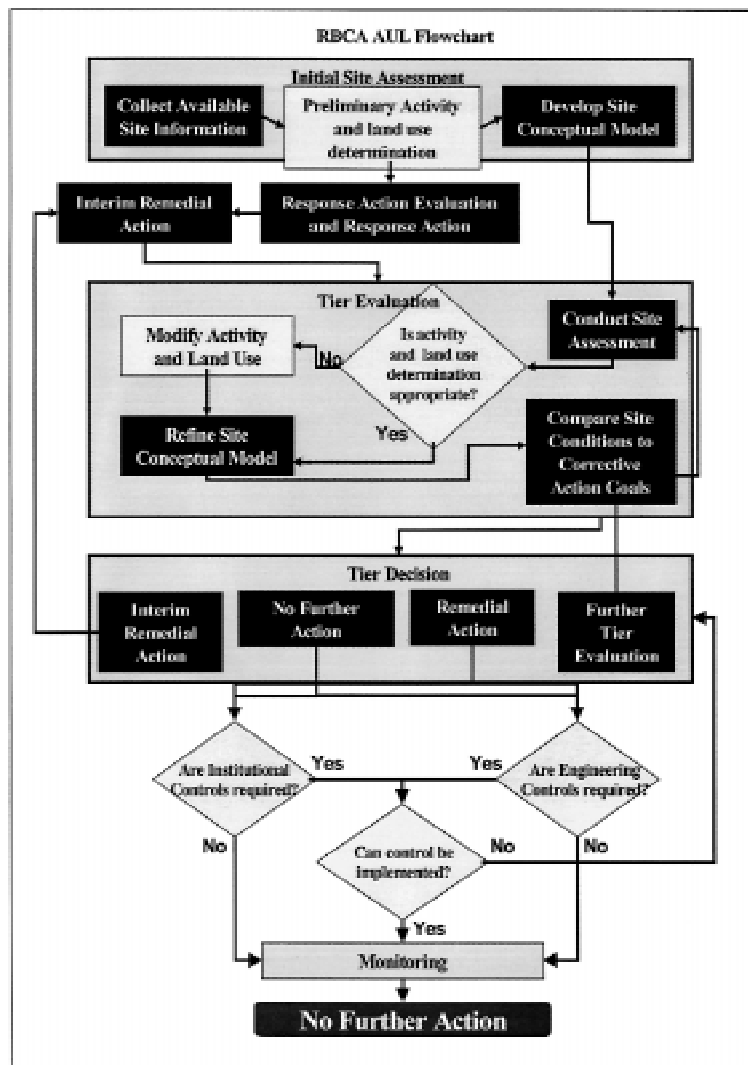 RBCA AUL Flowchart
Initial Site Assessment
Collect Available
Site Information
Preliminary Activity
and land use
determination
Develop Site
Conceptual Model
Interim Remedial
Action
Response Action Evaluation
and Response Action
Tier Evaluation
Modify Activity
and Land Use
No
Is activity
and land use
determination
appropriate?
Conduct Site
Assessment
Yes
Refine Site
Conceptual Model
Compare Site
Conditions to
Corrective
Action Goals
Tier Decision
Interim
Remedial
Action
No Further
Action
Remedial
Action
Further
Tier
Evaluation
Are Institutional
Controls required?
Yes
Yes
Are Engineering
Controls required?
No
Can control be
implemented?
No
No
Yes
Monitoring
No Further Action